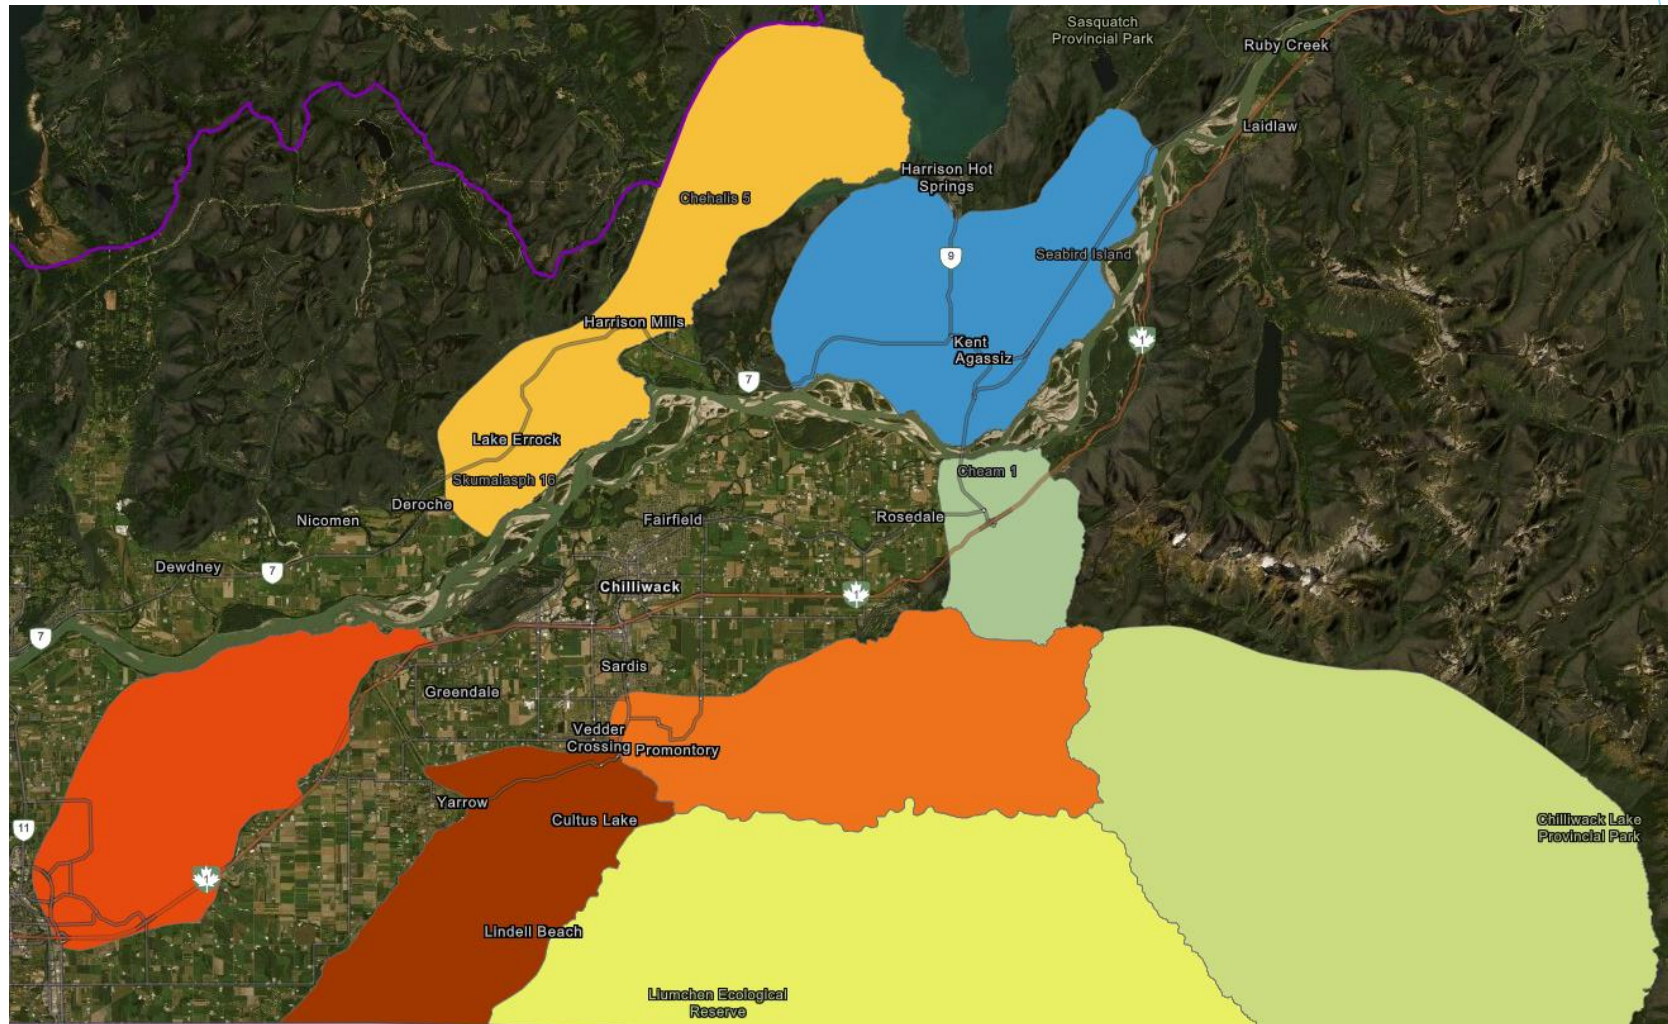 Sasquatch
Provincial Park
Ruby Creek
Laidlaw
Harrison Hot
Springs
Chehalis 5
9
Seabird Island
Harrison Mills
1
Kent
Agassiz
7
Lake Errock
Cheam 1
Skumalasph 16
Deroche
Nicomen
Fairfield
Rosedale
Dewdney
7
Chilliwack
1
7
Sardis
Greendale
Vedder
Crossing
Promontory
Yarrow
Cultus Lake
11
Chilliwack Lake
Provincial Park
1
Lindell Beach
Liumchen Ecological
Reserve